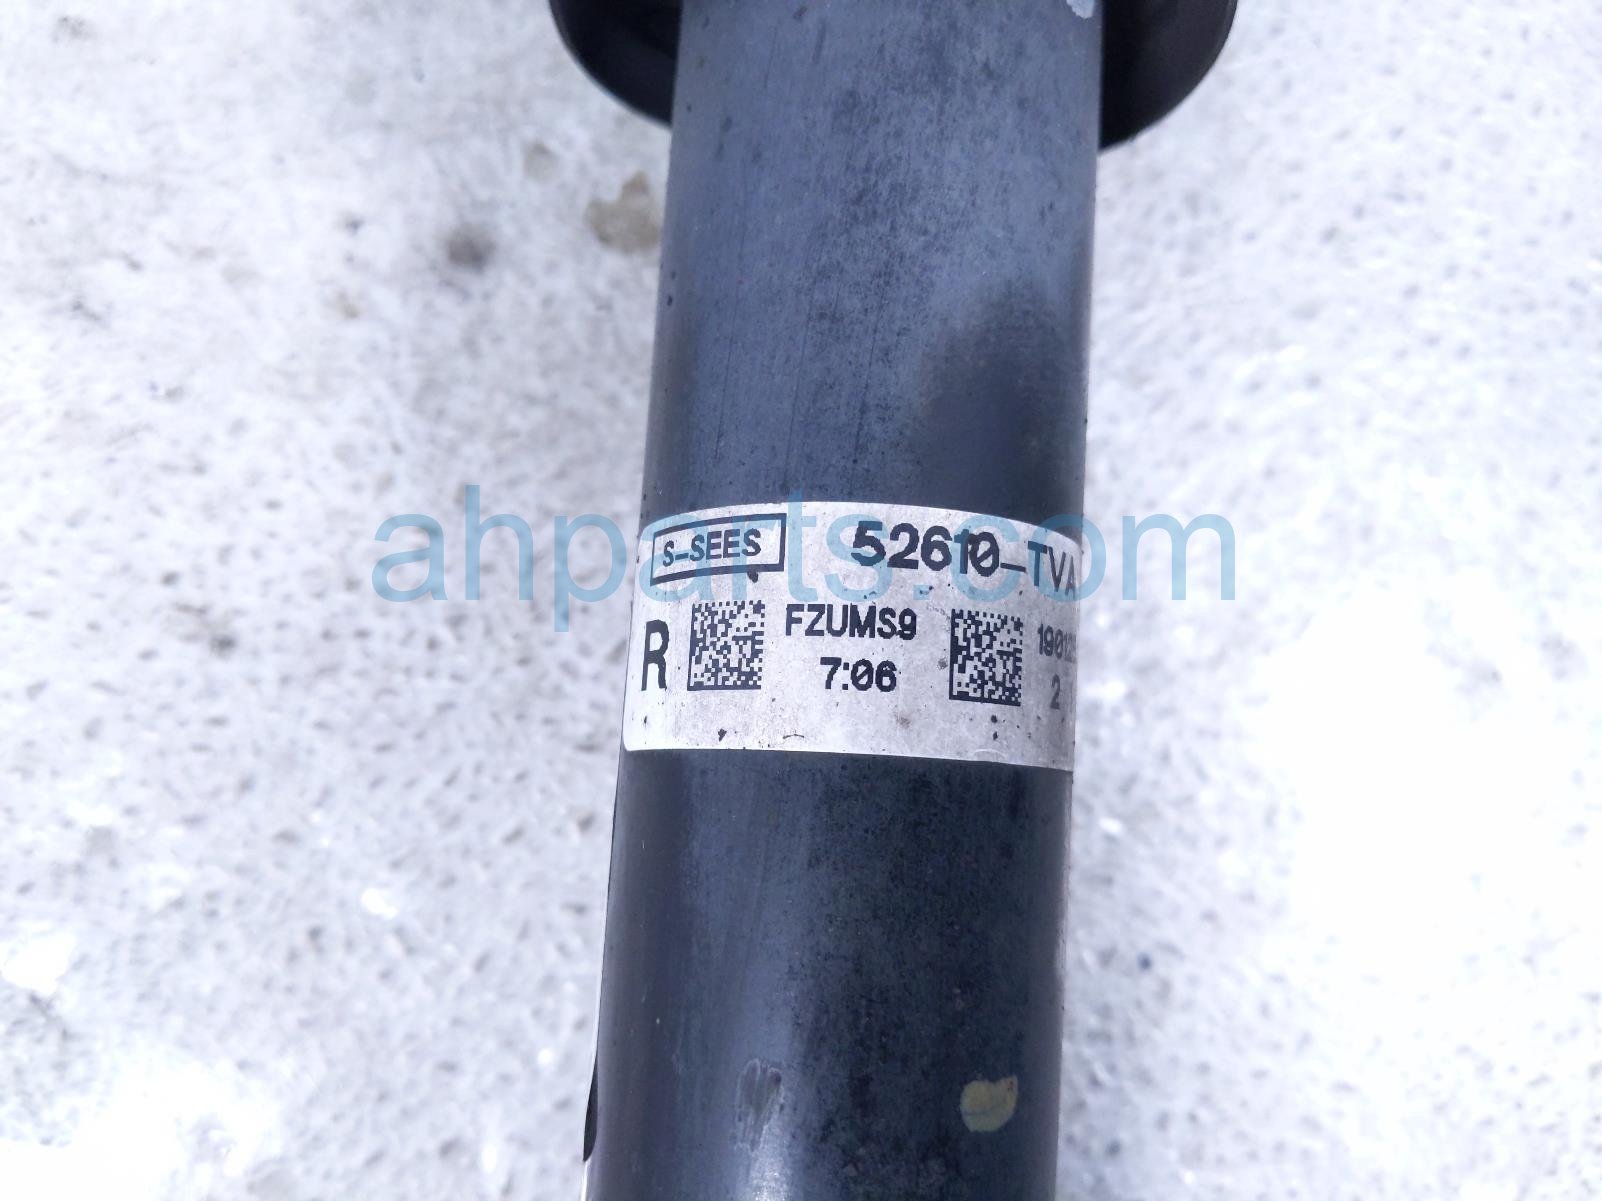 S-SEES 52610-TVA
R FZUMS9
7:06 2
ahparts.com